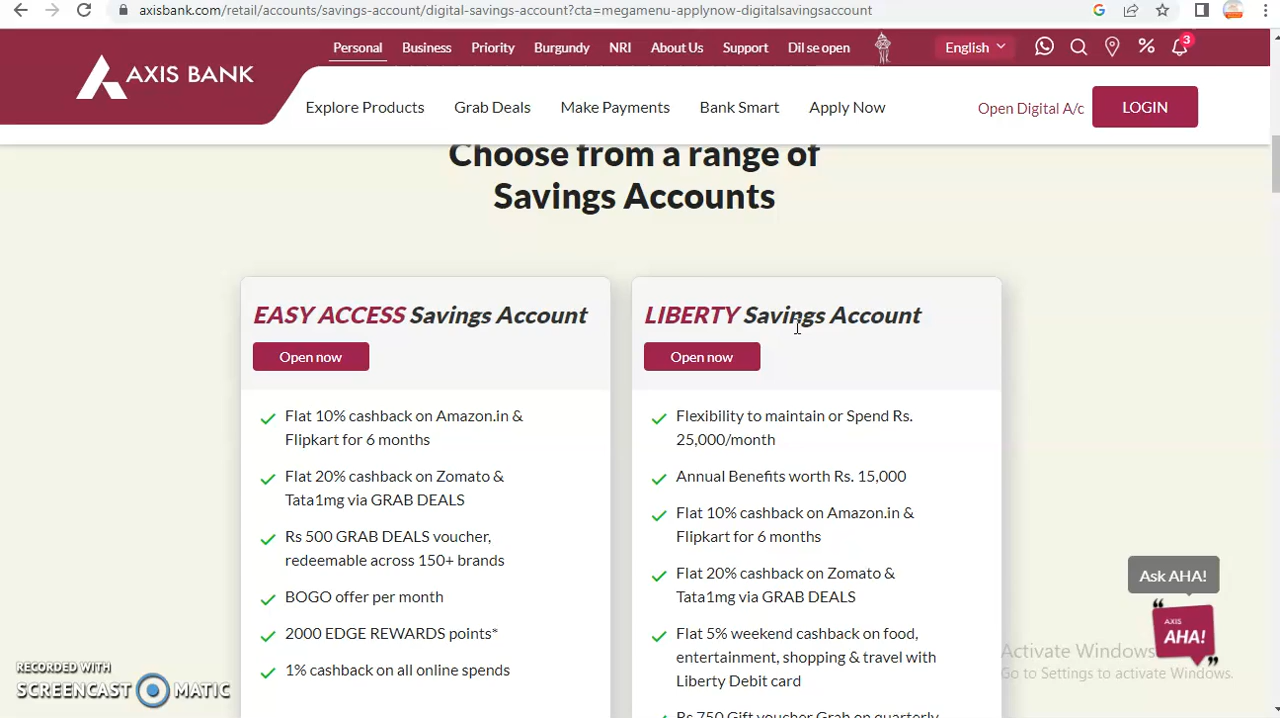 axisbank.com/retail/accounts/savings-account/digital-savings-account?cta=megamenu-applynow-digitalsavingsaccount
Personal Business Priority Burgundy NRI About Us Support Dil se open English 3
AXIS BANK
Explore Products Grab Deals Make Payments Bank Smart Apply Now Open Digital A/c LOGIN
Choose from a range of
Savings Accounts
EASY ACCESS Savings Account
Open now
Flat 10% cashback on Amazon.in &
Flipkart for 6 months
Flat 20% cashback on Zomato &
Tata1mg via GRAB DEALS
Rs 500 GRAB DEALS voucher,
redeemable across 150+ brands
BOGO offer per month
2000 EDGE REWARDS points*
1% cashback on all online spends
LIBERTY Savings Account
Open now
Flexibility to maintain or Spend Rs.
25,000/month
Annual Benefits worth Rs. 15,000
Flat 10% cashback on Amazon.in &
Flipkart for 6 months
Flat 20% cashback on Zomato &
Tata1mg via GRAB DEALS
Flat 5% weekend cashback on food,
entertainment, shopping & travel with
Liberty Debit card
Rs 750 Gift voucher Grab on quarterly
Ask AHA!
AXIS
AHA!
Activate Windows
Go to Settings to activate Windows.
RECORDED WITH
SCREENCAST MATIC